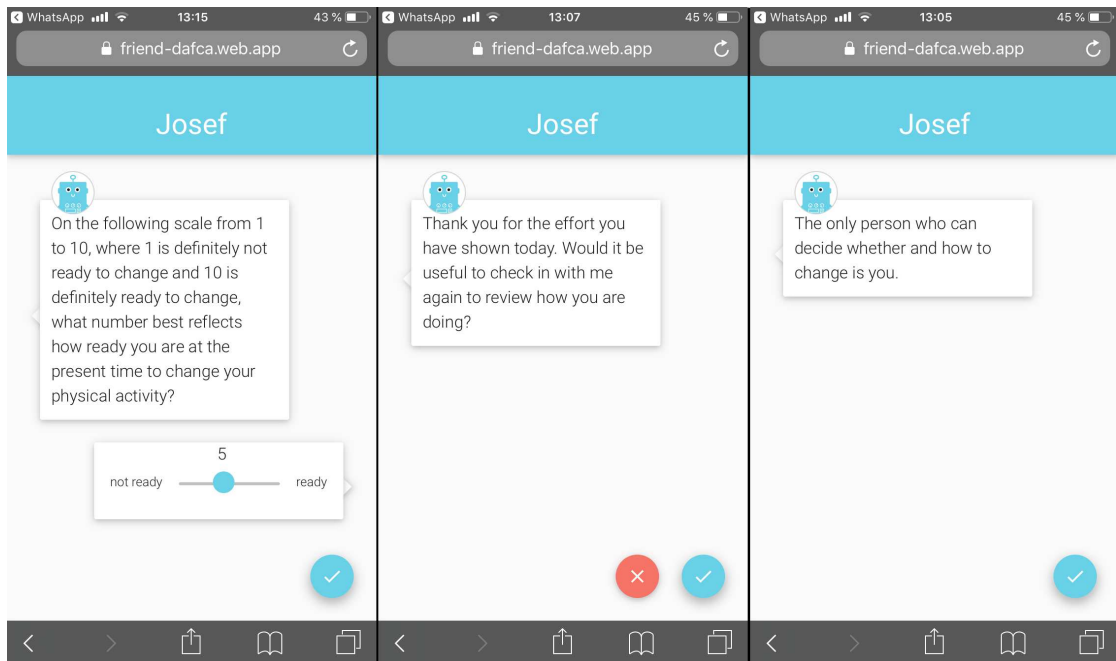 WhatsApp 13:15 43 %
friend-dafca.web.app
Josef
On the following scale from 1
to 10, where 1 is definitely not
ready to change and 10 is
definitely ready to change,
what number best reflects
how ready you are at the
present time to change your
physical activity?
5
not ready ready
WhatsApp 13:07 45 %
friend-dafca.web.app
Josef
Thank you for the effort you
have shown today. Would it be
useful to check in with me
again to review how you are
doing?
WhatsApp 13:05 45 %
friend-dafca.web.app
Josef
The only person who can
decide whether and how to
change is you.